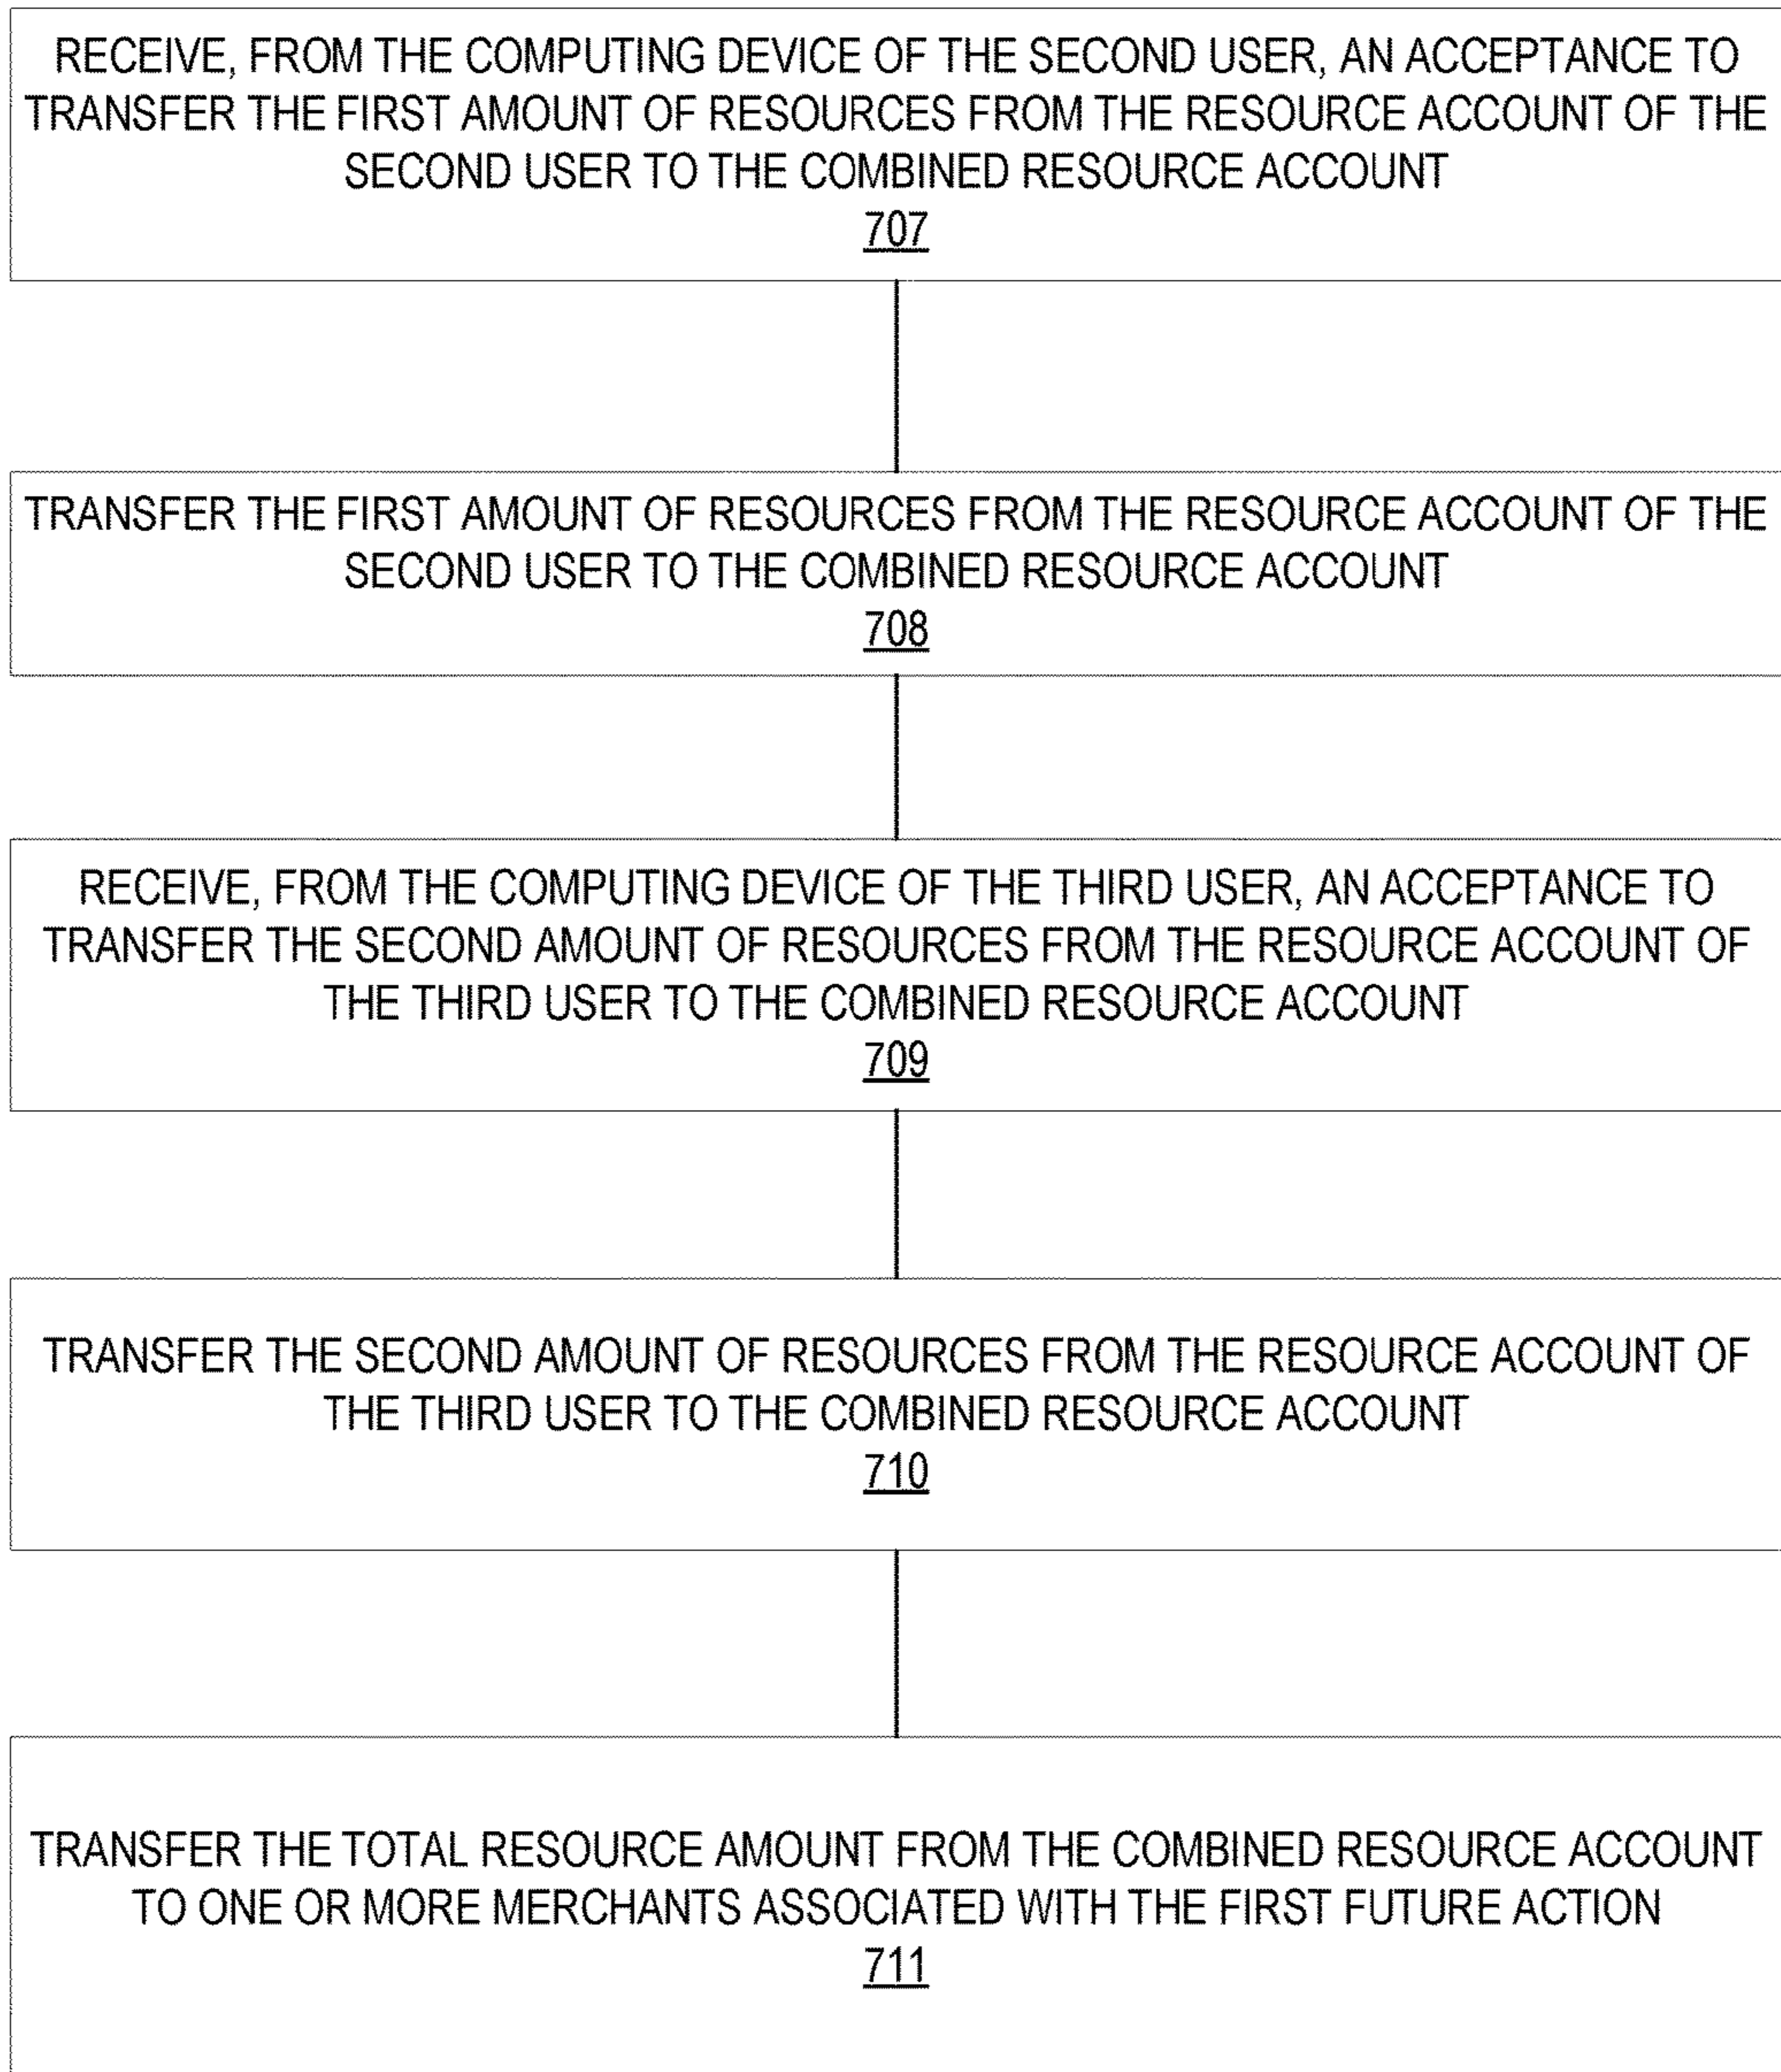 RECEIVE, FROM THE COMPUTING DEVICE OF THE SECOND USER, AN ACCEPTANCE TO
TRANSFER THE FIRST AMOUNT OF RESOURCES FROM THE RESOURCE ACCOUNT OF THE
SECOND USER TO THE COMBINED RESOURCE ACCOUNT
707
TRANSFER THE FIRST AMOUNT OF RESOURCES FROM THE RESOURCE ACCOUNT OF THE
SECOND USER TO THE COMBINED RESOURCE ACCOUNT
708
RECEIVE, FROM THE COMPUTING DEVICE OF THE THIRD USER, AN ACCEPTANCE TO
TRANSFER THE SECOND AMOUNT OF RESOURCES FROM THE RESOURCE ACCOUNT OF
THE THIRD USER TO THE COMBINED RESOURCE ACCOUNT
709
TRANSFER THE SECOND AMOUNT OF RESOURCES FROM THE RESOURCE ACCOUNT OF
THE THIRD USER TO THE COMBINED RESOURCE ACCOUNT
710
TRANSFER THE TOTAL RESOURCE AMOUNT FROM THE COMBINED RESOURCE ACCOUNT
TO ONE OR MORE MERCHANTS ASSOCIATED WITH THE FIRST FUTURE ACTION
711